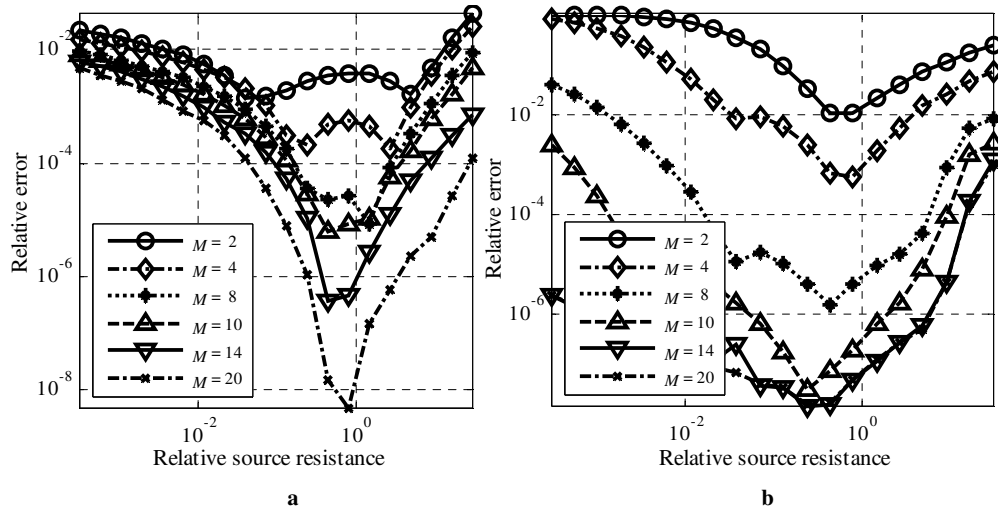 10^-2
10^-4
10^-6
10^-8
Relative error
M = 2
M = 4
M = 8
M = 10
M = 14
M = 20
10^-2
10^0
Relative source resistance
a
10^-2
10^-4
10^-6
Relative error
M = 2
M = 4
M = 8
M = 10
M = 14
M = 20
10^-2
10^0
Relative source resistance
b